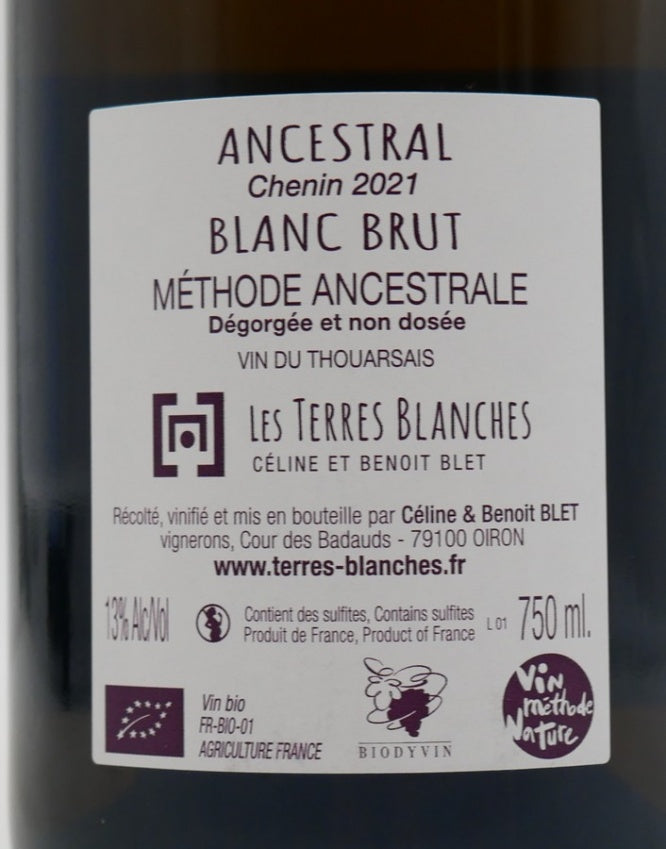 ANCESTRAL
Chenin 2021
BLANC BRUT
MÉTHODE ANCESTRALE
Dégorgée et non dosée
VIN DU THOUARSAIS
LES TERRES BLANCHES
CÉLINE ET BENOIT BLET
Récolté, vinifié et mis en bouteille par Céline & Benoit BLET
vignerons, Cour des Badauds - 79100 OIRON
www.terres-blanches.fr
13% Alc/Vol
Contient des sulfites, Contains sulfites
Produit de France, Product of France
L 01
750 ml.
Vin bio
FR-BIO-01
AGRICULTURE FRANCE
BIODYVIN
Vin
méthode
Nature